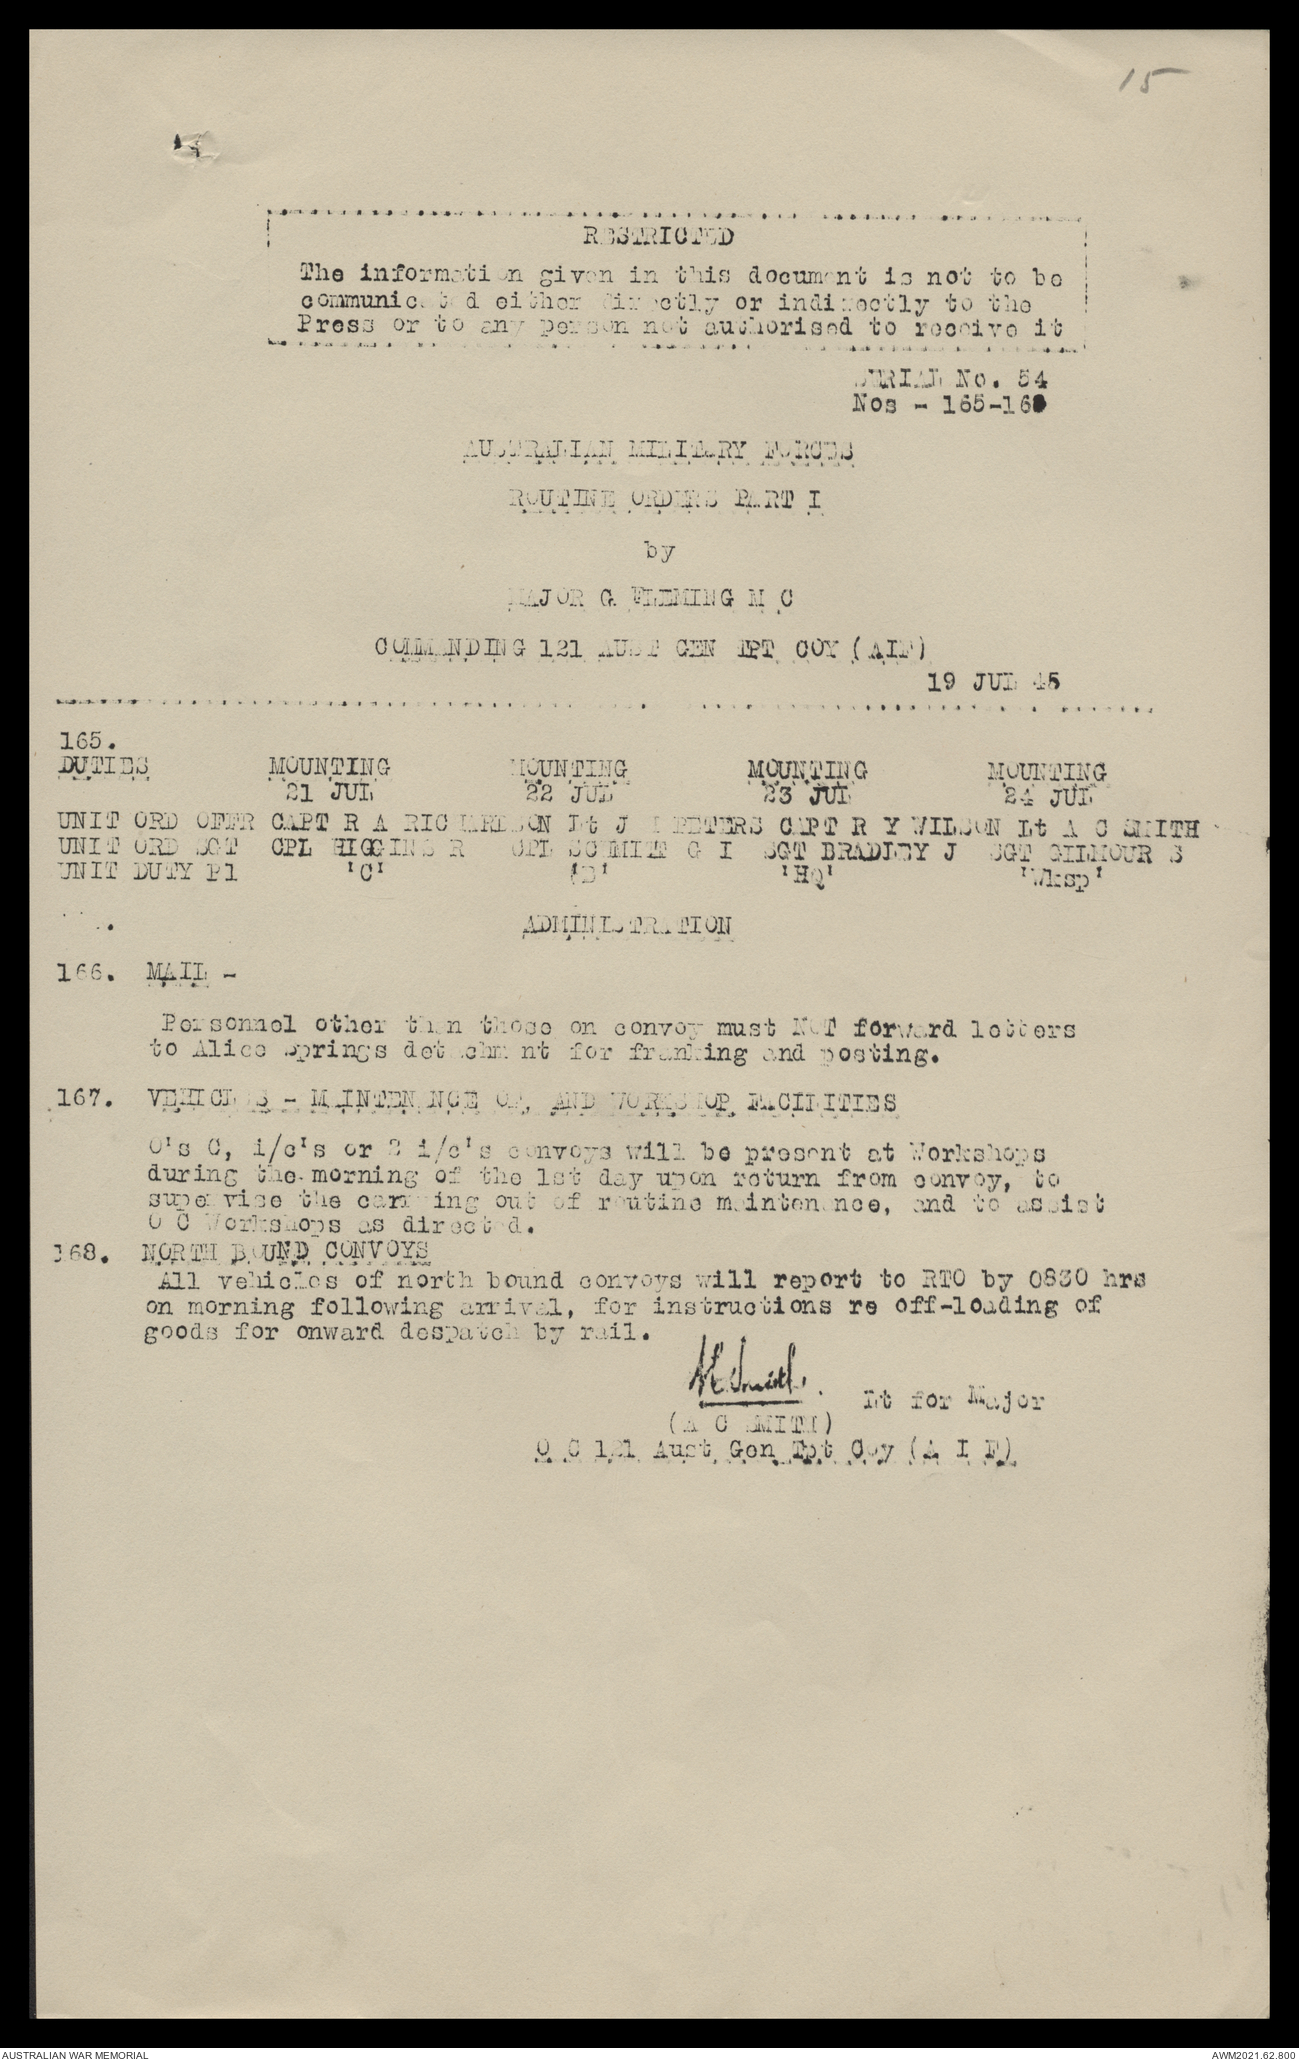 15
RESTRICTED
The information given in this document is not to be
communicated either directly or indirectly to the
Press or to any person not authorised to receive it
SERIAL No. 54
Nos - 165-168
AUSTRALIAN MILITARY FORCES
ROUTINE ORDERS PART I
by
MAJOR G FLEMING M C
COMMANDING 121 AUST GEN TPT COY (AIF)
19 JUL 45
165.
DUTIES MOUNTING MOUNTING MOUNTING MOUNTING
21 JUL 22 JUL 23 JUL 24 JUL
UNIT ORD OFFR CAPT R A RICHARDSON Lt J PETERS CAPT R Y WILSON Lt A C SMITH
UNIT ORD SGT CPL HIGGINS R CPL SCHMIDT G I SGT BRADLEY J SGT GILMOUR S
UNIT DUTY Pl 'C' 'D' 'HQ' 'Wksp'
ADMINISTRATION
166. MAIL -
Personnel other than those on convoy must NOT forward letters
to Alice Springs detachment for franking and posting.
167. VEHICLES - MAINTENANCE OF, AND WORKSHOP FACILITIES
O's C, i/c's or 2 i/c's convoys will be present at Workshops
during the morning of the 1st day upon return from convoy, to
supervise the carrying out of routine maintenance, and to assist
O C Workshops as directed.
168. NORTH BOUND CONVOYS
All vehicles of north bound convoys will report to RTO by 0830 hrs
on morning following arrival, for instructions re off-loading of
goods for onward despatch by rail.
ACSmith. Lt for Major
(A C SMITH)
O C 121 Aust Gen Tpt Coy (A I F)
AUSTRALIAN WAR MEMORIAL AWM2021.62.800